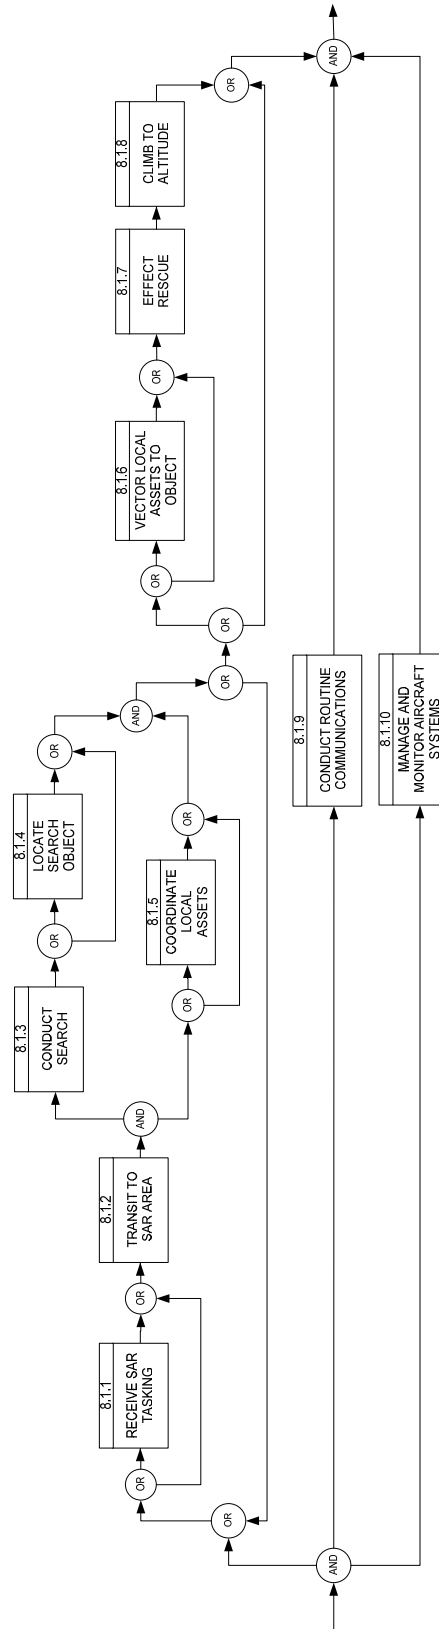 AND
OR
OR
8.1.1
RECEIVE SAR
TASKING
OR
8.1.2
TRANSIT TO
SAR AREA
AND
8.1.3
CONDUCT
SEARCH
OR
8.1.4
LOCATE
SEARCH
OBJECT
OR
OR
8.1.5
COORDINATE
LOCAL
ASSETS
OR
AND
OR
OR
OR
8.1.6
VECTOR LOCAL
ASSETS TO
OBJECT
OR
8.1.7
EFFECT
RESCUE
8.1.8
CLIMB TO
ALTITUDE
OR
8.1.9
CONDUCT ROUTINE
COMMUNICATIONS
8.1.10
MANAGE AND
MONITOR AIRCRAFT
SYSTEMS
AND